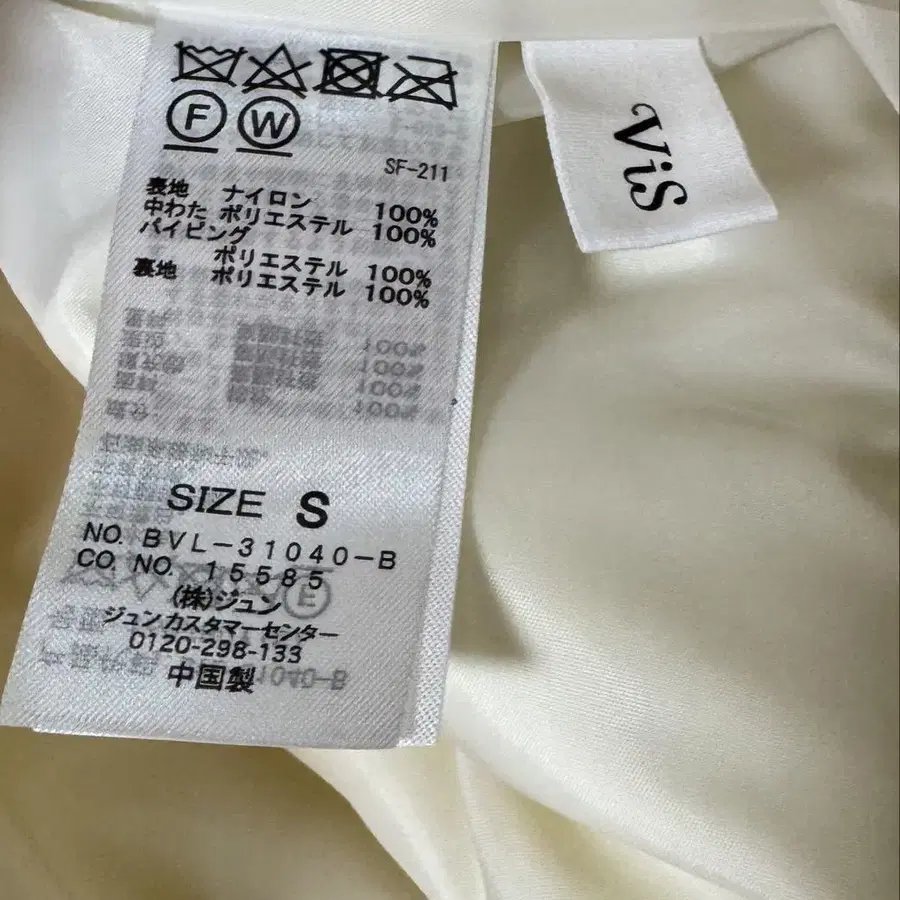 F W
SF-211
表地 ナイロン 100%
中わた ポリエステル 100%
パイピング
ポリエステル 100%
裏地 ポリエステル 100%
SIZE S
NO. BVL-31040-B
CO. NO. 15585
(株)ジュン
ジュンカスタマーセンター
0120-298-133
中国製
ViS